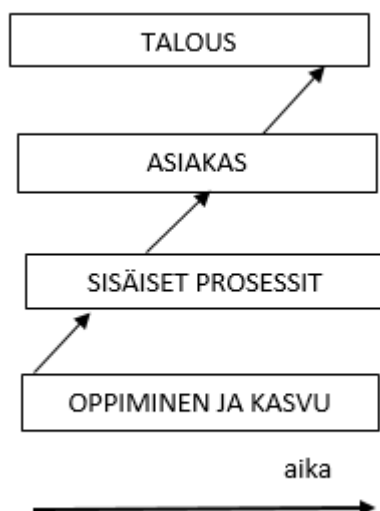 TALOUS
ASIAKAS
SISÄISET PROSESSIT
OPPIMINEN JA KASVU
aika